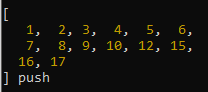 [
1, 2, 3, 4, 5, 6,
7, 8, 9, 10, 12, 15,
16, 17
] push